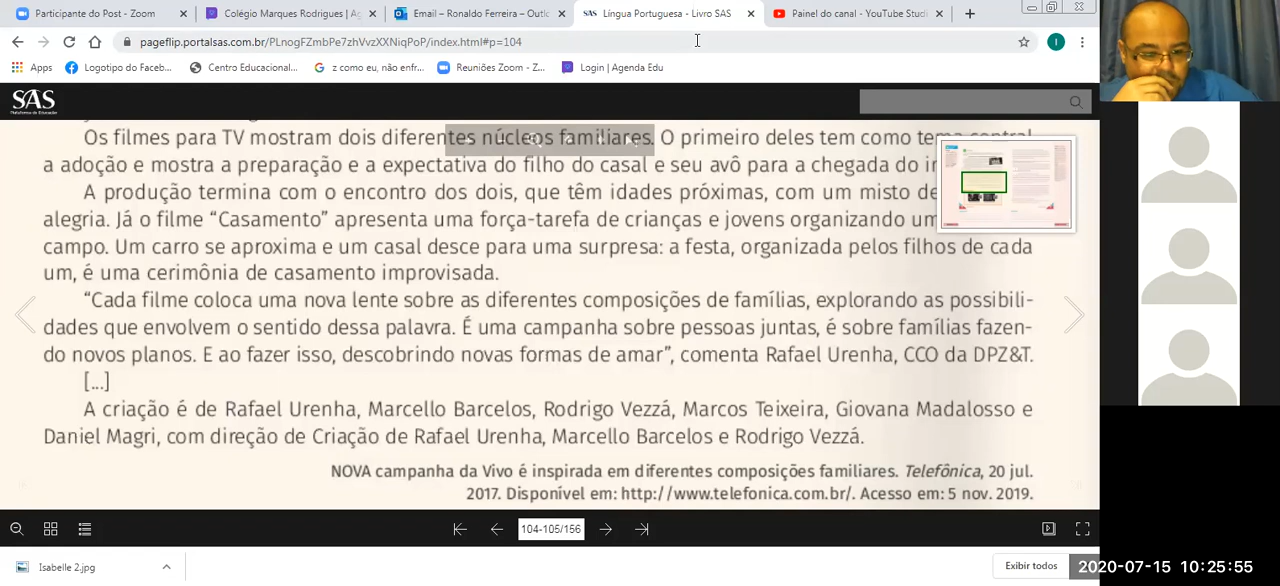 Participante do Post - Zoom
Colégio Marques Rodrigues | Ag
Email – Ronaldo Ferreira – Outlo
SAS Língua Portuguesa - Livro SAS
Painel do canal - YouTube Studi
pageflip.portalsas.com.br/PLnogFZmbPe7zhVvzXXNiqPoP/index.html#p=104
Apps
Logotipo do Faceb...
Centro Educacional...
z como eu, não enfr...
Reuniões Zoom - Z...
Login | Agenda Edu
SAS
Plataforma de Educação
Os filmes para TV mostram dois diferentes núcleos familiares. O primeiro deles tem como tema central
a adoção e mostra a preparação e a expectativa do filho do casal e seu avô para a chegada do
A produção termina com o encontro dos dois, que têm idades próximas, com um misto de
alegria. Já o filme “Casamento” apresenta uma força-tarefa de crianças e jovens organizando
campo. Um carro se aproxima e um casal desce para uma surpresa: a festa, organizada pelos filhos de cada
um, é uma cerimônia de casamento improvisada.
“Cada filme coloca uma nova lente sobre as diferentes composições de famílias, explorando as possibili-
dades que envolvem o sentido dessa palavra. É uma campanha sobre pessoas juntas, é sobre famílias fazen-
do novos planos. E ao fazer isso, descobrindo novas formas de amar”, comenta Rafael Urenha, CCO da DPZ&T.
[...]
A criação é de Rafael Urenha, Marcello Barcelos, Rodrigo Vezzá, Marcos Teixeira, Giovana Madalosso e
Daniel Magri, com direção de Criação de Rafael Urenha, Marcello Barcelos e Rodrigo Vezzá.
NOVA campanha da Vivo é inspirada em diferentes composições familiares. Telefônica, 20 jul.
2017. Disponível em: http://www.telefonica.com.br/. Acesso em: 5 nov. 2019.
104-105/156
Isabelle 2.jpg
Exibir todos
2020-07-15 10:25:55